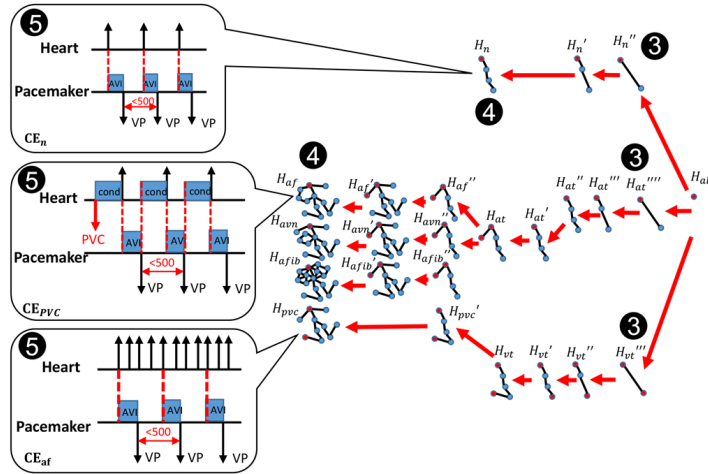 5
Heart
AVI AVI AVI
Pacemaker
<500
VP VP VP
CE_n
5
cond cond cond
Heart
PVC
AVI AVI AVI
Pacemaker
<500
VP VP VP
CE_PVC
5
Heart
AVI AVI AVI
Pacemaker
<500
VP VP VP
CE_af
H_n H_n' H_n'' 3
4
4 3
H_af H_af' H_af'' H_at'' H_at''' H_at'''' H_all
H_avn H_avn' H_avn'' H_at H_at'
H_afib H_afib' H_afib''
H_pvc H_pvc' 3
H_vt H_vt' H_vt'' H_vt'''